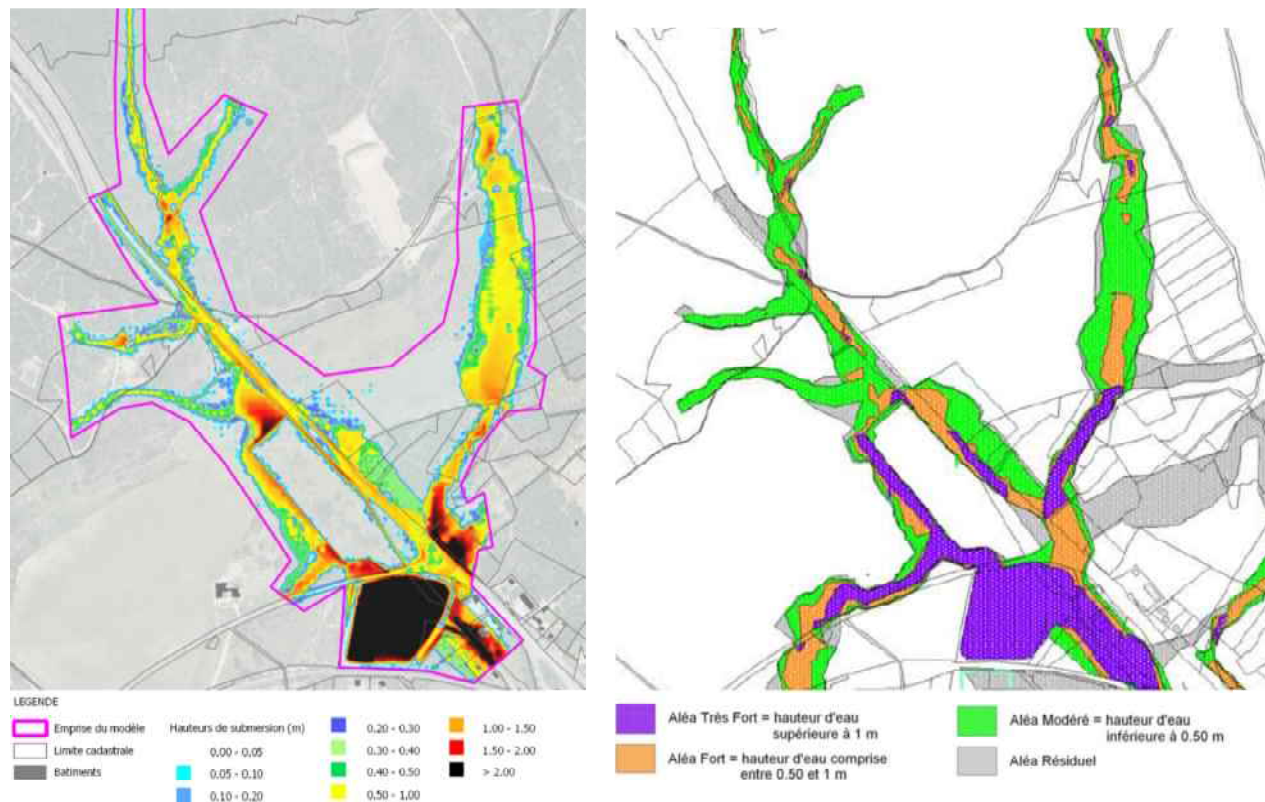 LEGENDE
Emprise du modèle
Limite cadastrale
Batiments
Hauteurs de submersion (m)
0.00 - 0.05
0.05 - 0.10
0.10 - 0.20
0.20 - 0.30
0.30 - 0.40
0.40 - 0.50
0.50 - 1.00
1.00 - 1.50
1.50 - 2.00
> 2.00
Aléa Très Fort = hauteur d'eau
supérieure à 1 m
Aléa Fort = hauteur d'eau comprise
entre 0.50 et 1 m
Aléa Modéré = hauteur d'eau
inférieure à 0.50 m
Aléa Résiduel